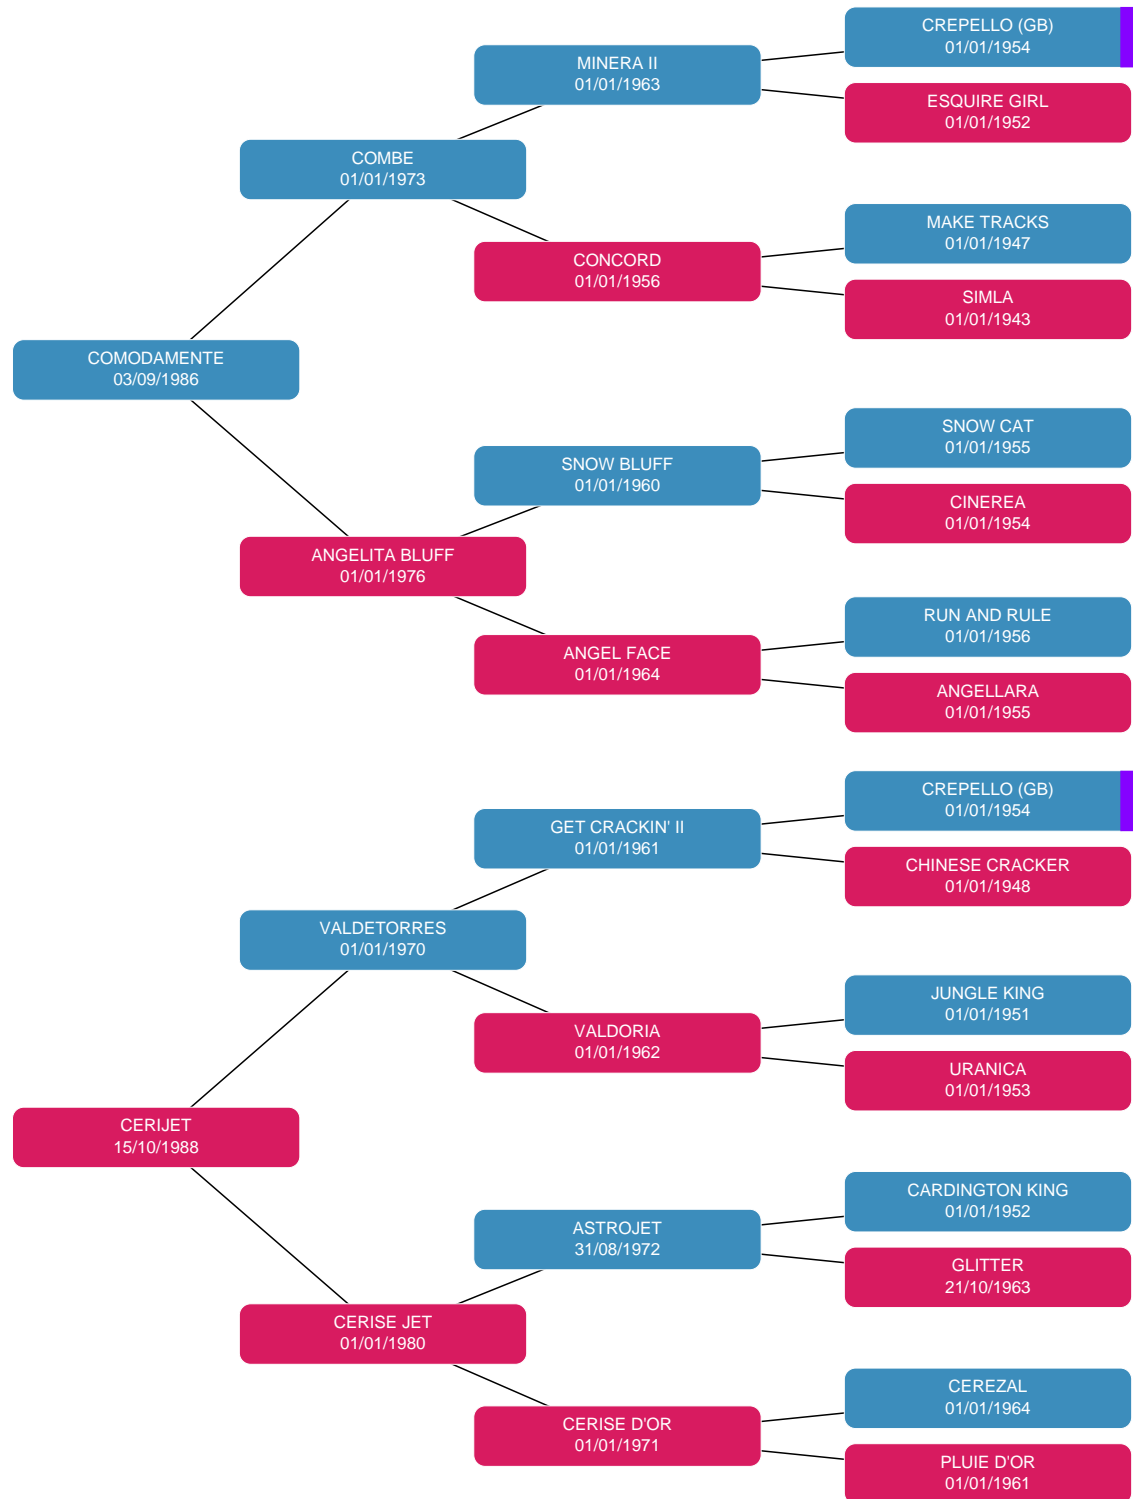 CREPELLO (GB)
01/01/1954
MINERA II
01/01/1963
ESQUIRE GIRL
01/01/1952
COMBE
01/01/1973
MAKE TRACKS
01/01/1947
CONCORD
01/01/1956
SIMLA
01/01/1943
COMODAMENTE
03/09/1986
SNOW CAT
01/01/1955
SNOW BLUFF
01/01/1960
CINEREA
01/01/1954
ANGELITA BLUFF
01/01/1976
RUN AND RULE
01/01/1956
ANGEL FACE
01/01/1964
ANGELLARA
01/01/1955
CREPELLO (GB)
01/01/1954
GET CRACKIN' II
01/01/1961
CHINESE CRACKER
01/01/1948
VALDETORRES
01/01/1970
JUNGLE KING
01/01/1951
VALDORIA
01/01/1962
URANICA
01/01/1953
CERIJET
15/10/1988
CARDINGTON KING
01/01/1952
ASTROJET
31/08/1972
GLITTER
21/10/1963
CERISE JET
01/01/1980
CEREZAL
01/01/1964
CERISE D'OR
01/01/1971
PLUIE D'OR
01/01/1961